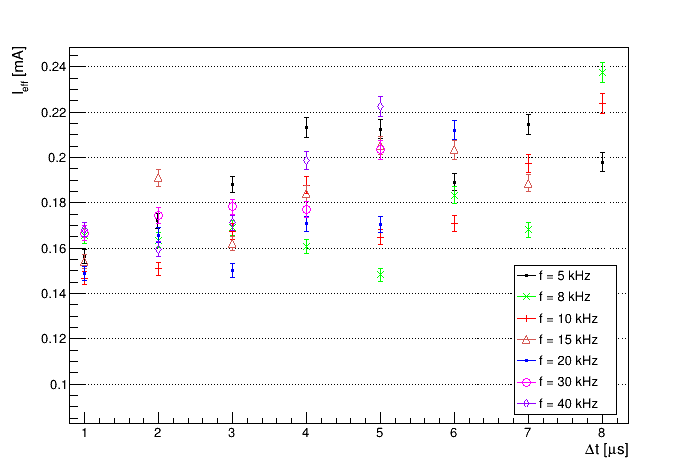 I_eff [mA]
0.24
0.22
0.2
0.18
0.16
0.14
0.12
0.1
f = 5 kHz
f = 8 kHz
f = 10 kHz
f = 15 kHz
f = 20 kHz
f = 30 kHz
f = 40 kHz
1 2 3 4 5 6 7 8
Δt [μs]